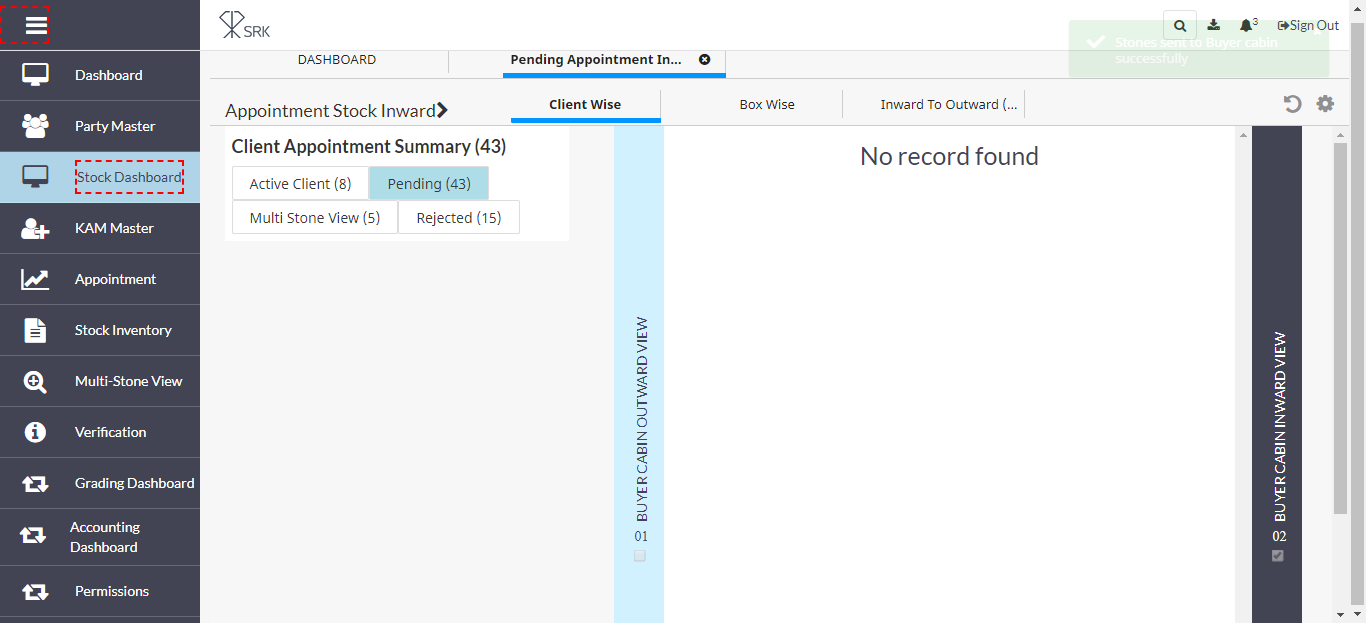 SRK
3
Sign Out
Stones sent to Buyer cabin
successfully
Dashboard
Party Master
Stock Dashboard
KAM Master
Appointment
Stock Inventory
Multi-Stone View
Verification
Grading Dashboard
Accounting
Dashboard
Permissions
DASHBOARD
Pending Appointment In...
Appointment Stock Inward
Client Wise
Box Wise
Inward To Outward (...
Client Appointment Summary (43)
Active Client (8)
Pending (43)
Multi Stone View (5)
Rejected (15)
01 BUYER CABIN OUTWARD VIEW
No record found
02 BUYER CABIN INWARD VIEW